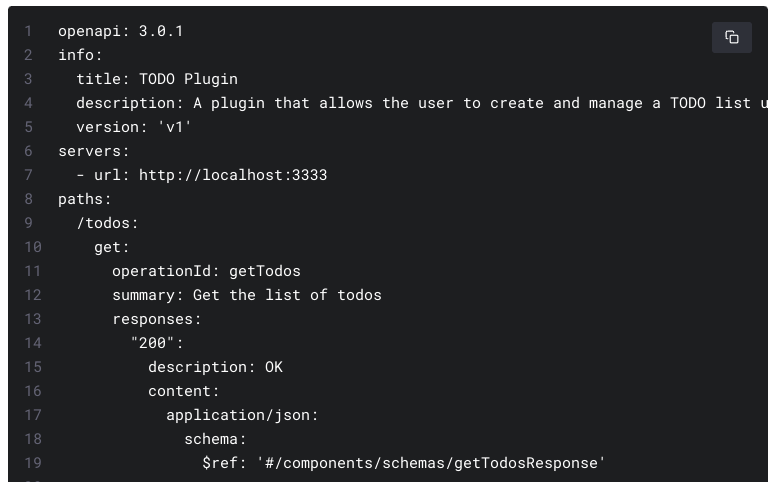 1 openapi: 3.0.1
2 info:
3   title: TODO Plugin
4   description: A plugin that allows the user to create and manage a TODO list
5   version: 'v1'
6 servers:
7   - url: http://localhost:3333
8 paths:
9   /todos:
10     get:
11       operationId: getTodos
12       summary: Get the list of todos
13       responses:
14         "200":
15           description: OK
16           content:
17             application/json:
18               schema:
19                 $ref: '#/components/schemas/getTodosResponse'